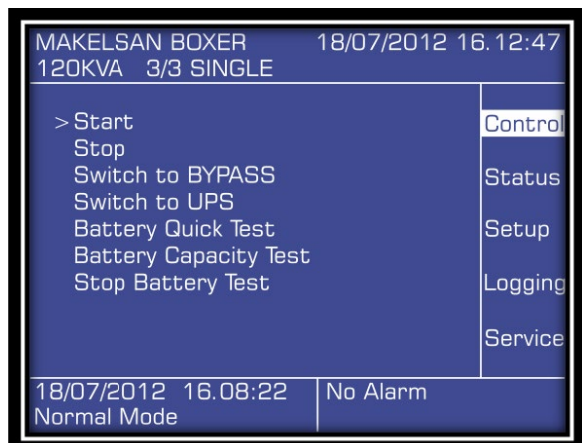 MAKELSAN BOXER 18/07/2012 16.12:47
120KVA 3/3 SINGLE
> Start
Stop
Switch to BYPASS
Switch to UPS
Battery Quick Test
Battery Capacity Test
Stop Battery Test
Control
Status
Setup
Logging
Service
18/07/2012 16.08:22 No Alarm
Normal Mode